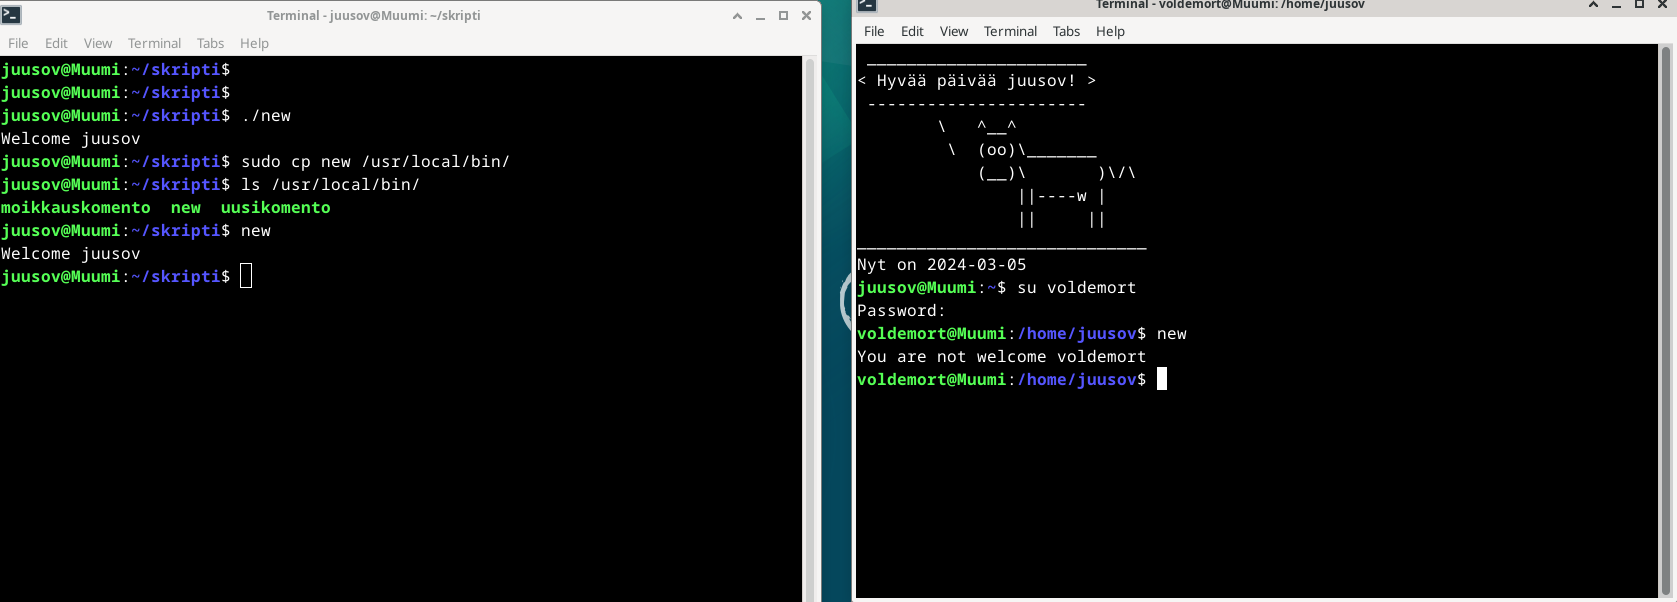 Terminal - juusov@Muumi: ~/skripti
File Edit View Terminal Tabs Help
juusov@Muumi:~/skripti$
juusov@Muumi:~/skripti$
juusov@Muumi:~/skripti$ ./new
Welcome juusov
juusov@Muumi:~/skripti$ sudo cp new /usr/local/bin/
juusov@Muumi:~/skripti$ ls /usr/local/bin/
moikkauskomento  new  uusikomento
juusov@Muumi:~/skripti$ new
Welcome juusov
juusov@Muumi:~/skripti$
Terminal - voldemort@Muumi: /home/juusov
File Edit View Terminal Tabs Help
 ______________________
< Hyvää päivää juusov! >
 ----------------------
        \   ^__^
         \  (oo)\_______
            (__)\       )\/\
                ||----w |
                ||     ||
_____________________________
Nyt on 2024-03-05
juusov@Muumi:~$ su voldemort
Password:
voldemort@Muumi:/home/juusov$ new
You are not welcome voldemort
voldemort@Muumi:/home/juusov$